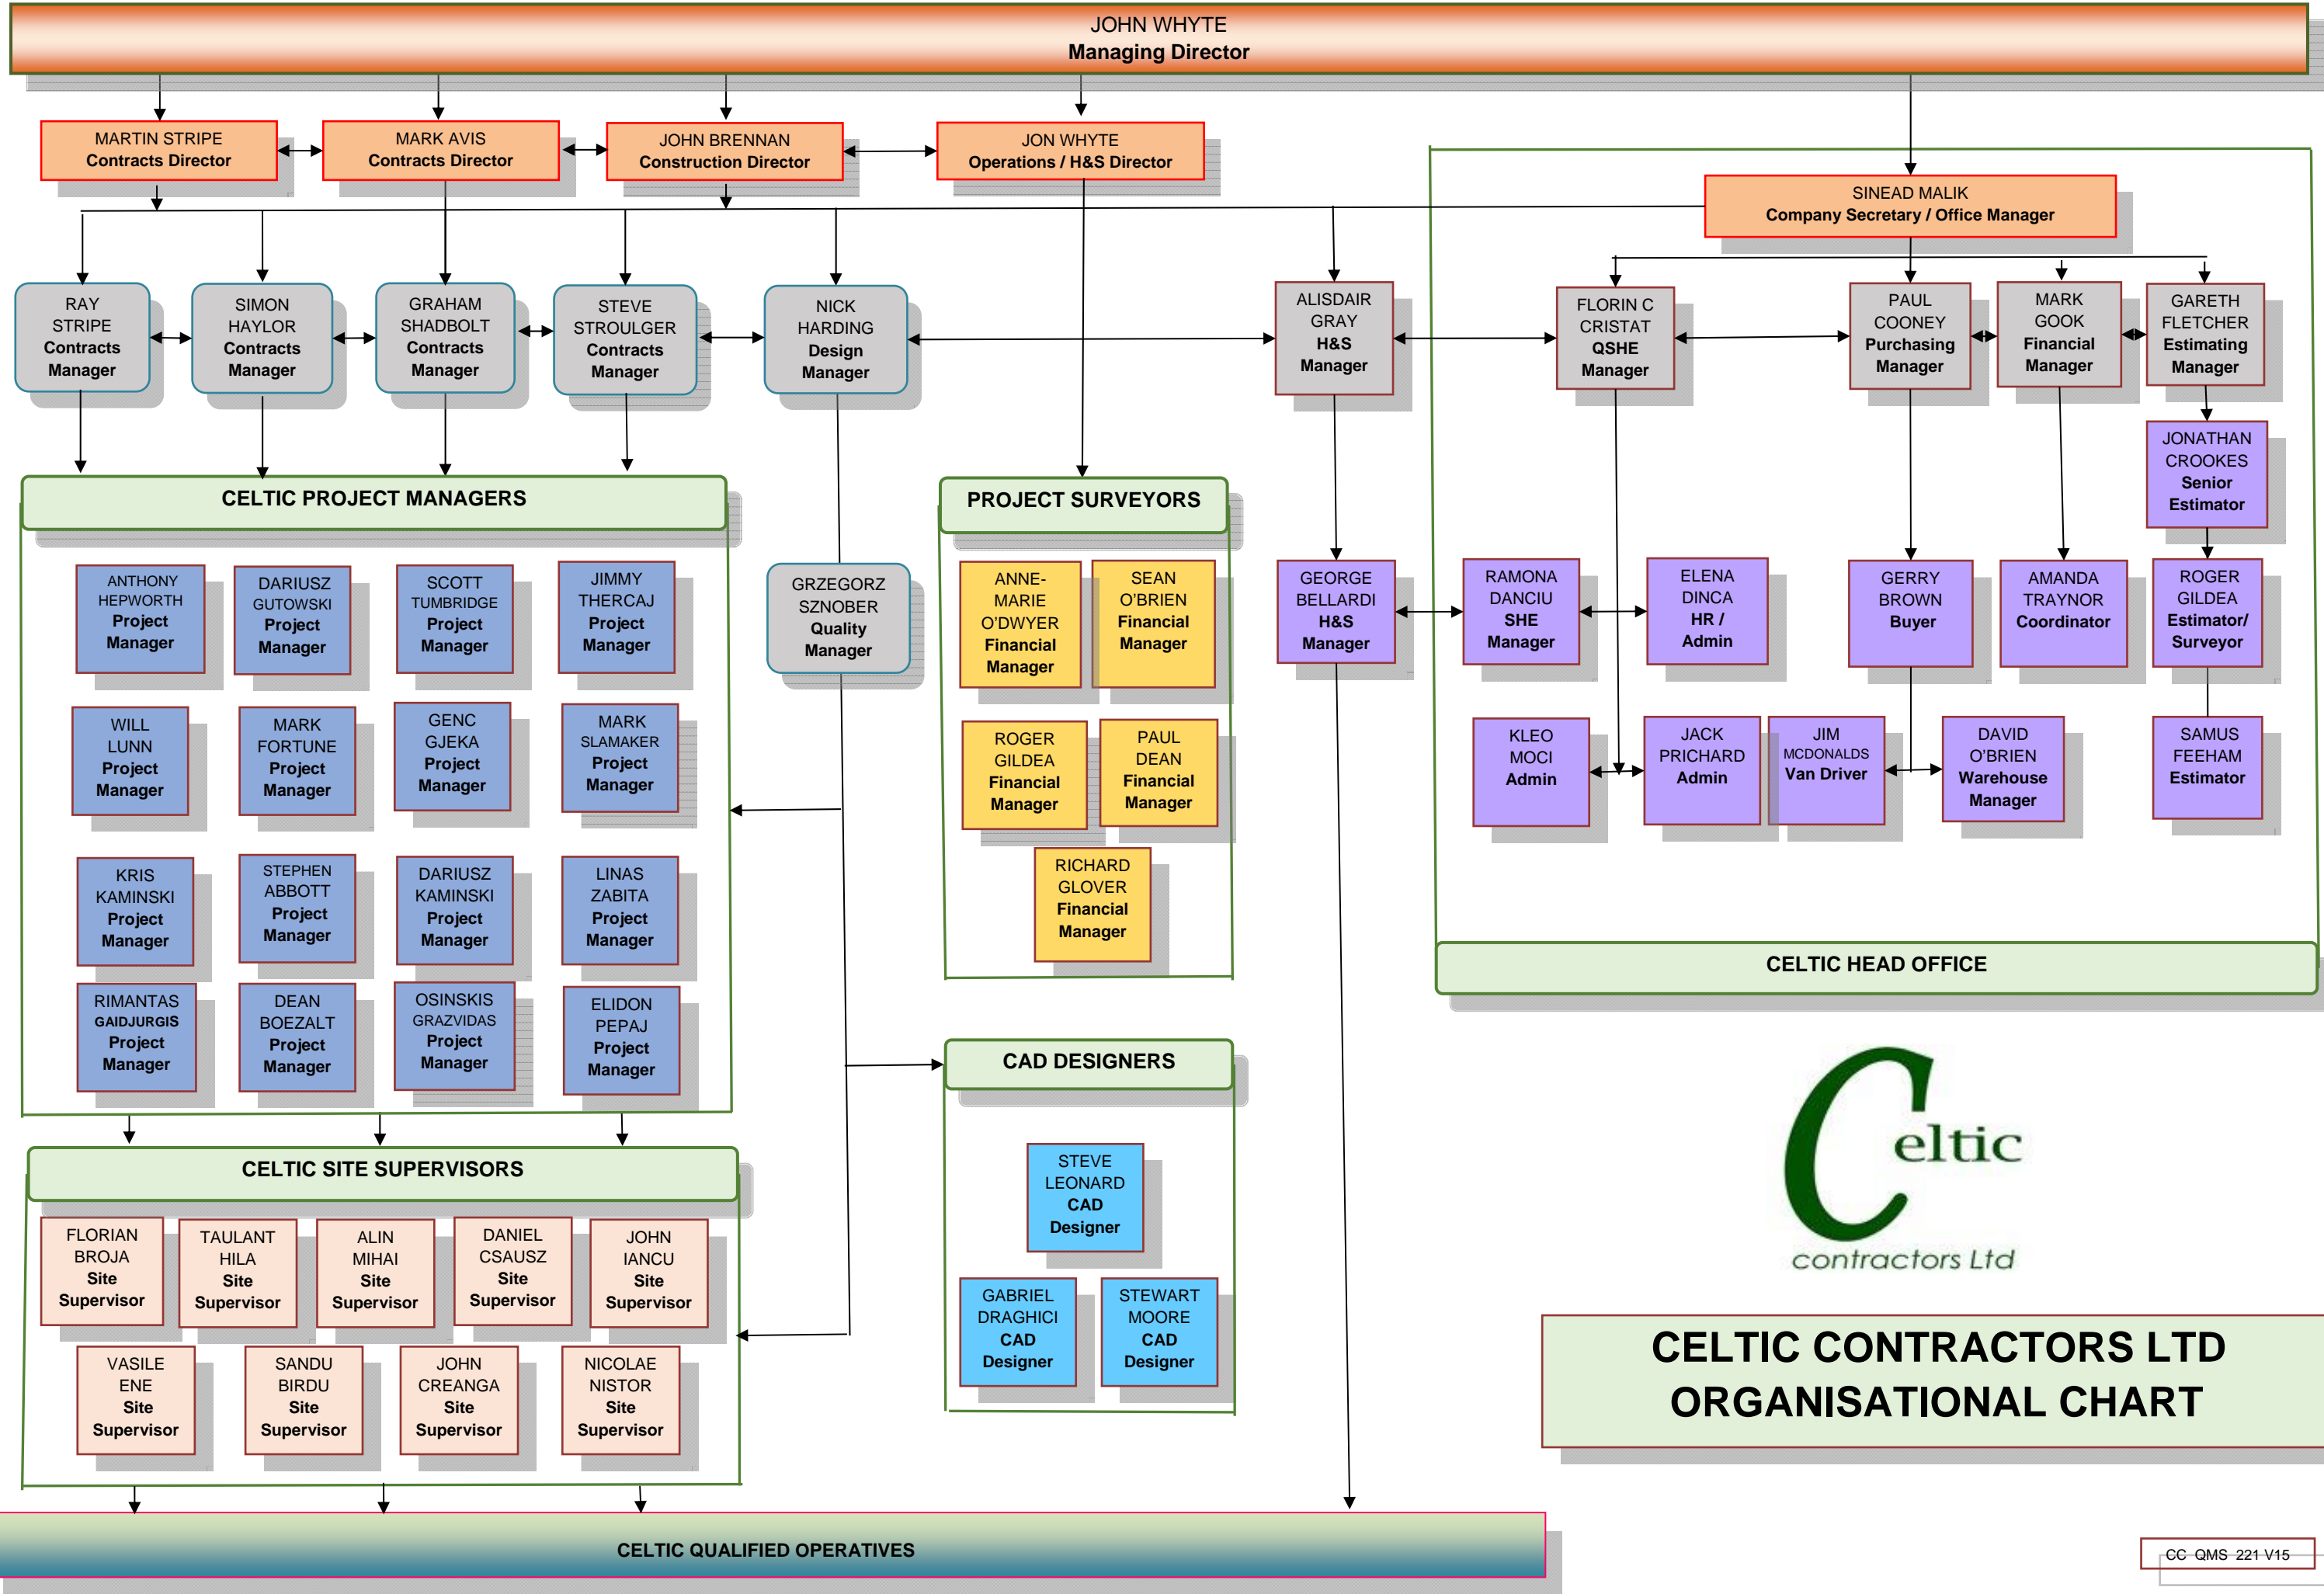 JOHN WHYTE
Managing Director
MARTIN STRIPE
Contracts Director
MARK AVIS
Contracts Director
JOHN BRENNAN
Construction Director
JON WHYTE
Operations / H&S Director
SINEAD MALIK
Company Secretary / Office Manager
RAY
STRIPE
Contracts
Manager
SIMON
HAYLOR
Contracts
Manager
GRAHAM
SHADBOLT
Contracts
Manager
STEVE
STROULGER
Contracts
Manager
NICK
HARDING
Design
Manager
ALISDAIR
GRAY
H&S
Manager
FLORIN C
CRISTAT
QSHE
Manager
PAUL
COONEY
Purchasing
Manager
MARK
GOOK
Financial
Manager
GARETH
FLETCHER
Estimating
Manager
JONATHAN
CROOKES
Senior
Estimator
CELTIC PROJECT MANAGERS
ANTHONY
HEPWORTH
Project
Manager
DARIUSZ
GUTOWSKI
Project
Manager
SCOTT
TUMBRIDGE
Project
Manager
JIMMY
THERCAJ
Project
Manager
WILL
LUNN
Project
Manager
MARK
FORTUNE
Project
Manager
GENC
GJEKA
Project
Manager
MARK
SLAMAKER
Project
Manager
KRIS
KAMINSKI
Project
Manager
STEPHEN
ABBOTT
Project
Manager
DARIUSZ
KAMINSKI
Project
Manager
LINAS
ZABITA
Project
Manager
RIMANTAS
GAIDJURGIS
Project
Manager
DEAN
BOEZALT
Project
Manager
OSINSKIS
GRAZVIDAS
Project
Manager
ELIDON
PEPAJ
Project
Manager
GRZEGORZ
SZNOBER
Quality
Manager
PROJECT SURVEYORS
ANNE-
MARIE
O'DWYER
Financial
Manager
SEAN
O'BRIEN
Financial
Manager
ROGER
GILDEA
Financial
Manager
PAUL
DEAN
Financial
Manager
RICHARD
GLOVER
Financial
Manager
GEORGE
BELLARDI
H&S
Manager
RAMONA
DANCIU
SHE
Manager
ELENA
DINCA
HR /
Admin
GERRY
BROWN
Buyer
AMANDA
TRAYNOR
Coordinator
ROGER
GILDEA
Estimator/
Surveyor
KLEO
MOCI
Admin
JACK
PRICHARD
Admin
JIM
MCDONALDS
Van Driver
DAVID
O'BRIEN
Warehouse
Manager
SAMUS
FEEHAM
Estimator
CELTIC HEAD OFFICE
CAD DESIGNERS
STEVE
LEONARD
CAD
Designer
GABRIEL
DRAGHICI
CAD
Designer
STEWART
MOORE
CAD
Designer
CELTIC SITE SUPERVISORS
FLORIAN
BROJA
Site
Supervisor
TAULANT
HILA
Site
Supervisor
ALIN
MIHAI
Site
Supervisor
DANIEL
CSAUSZ
Site
Supervisor
JOHN
IANCU
Site
Supervisor
VASILE
ENE
Site
Supervisor
SANDU
BIRDU
Site
Supervisor
JOHN
CREANGA
Site
Supervisor
NICOLAE
NISTOR
Site
Supervisor
Celtic
contractors Ltd
CELTIC CONTRACTORS LTD
ORGANISATIONAL CHART
CELTIC QUALIFIED OPERATIVES
CC QMS 221 V15